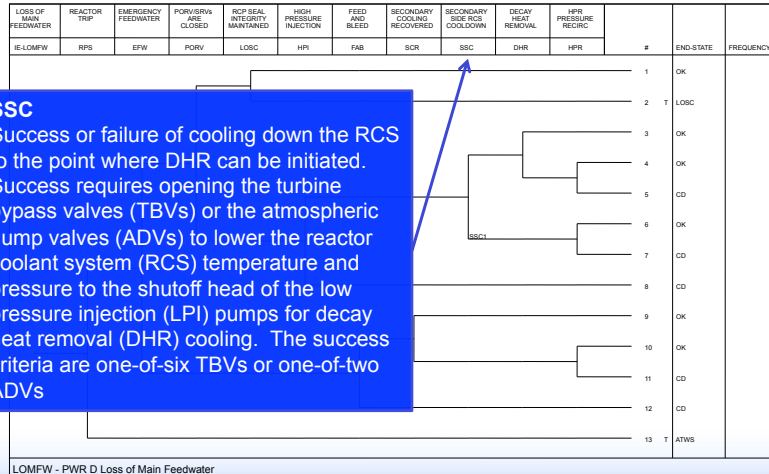 LOSS OF MAIN FEEDWATER
REACTOR TRIP
EMERGENCY FEEDWATER
PORV/SRVs ARE CLOSED
RCP SEAL INTEGRITY MAINTAINED
HIGH PRESSURE INJECTION
FEED AND BLEED
SECONDARY COOLING RECOVERED
SECONDARY SIDE RCS COOLDOWN
DECAY HEAT REMOVAL
HPR PRESSURE RECIRC
IE-LOMFW RPS EFW PORV LOSC HPI FAB SCR SSC DHR HPR # END-STATE FREQUENCY
1 OK
2 T LOSC
3 OK
4 OK
5 CD
6 OK
SSC1
7 CD
8 CD
9 OK
10 OK
11 CD
12 CD
13 T ATWS
SSC
Success or failure of cooling down the RCS
to the point where DHR can be initiated.
Success requires opening the turbine
bypass valves (TBVs) or the atmospheric
dump valves (ADVs) to lower the reactor
coolant system (RCS) temperature and
pressure to the shutoff head of the low
pressure injection (LPI) pumps for decay
heat removal (DHR) cooling.  The success
criteria are one-of-six TBVs or one-of-two
ADVs
LOMFW - PWR D Loss of Main Feedwater